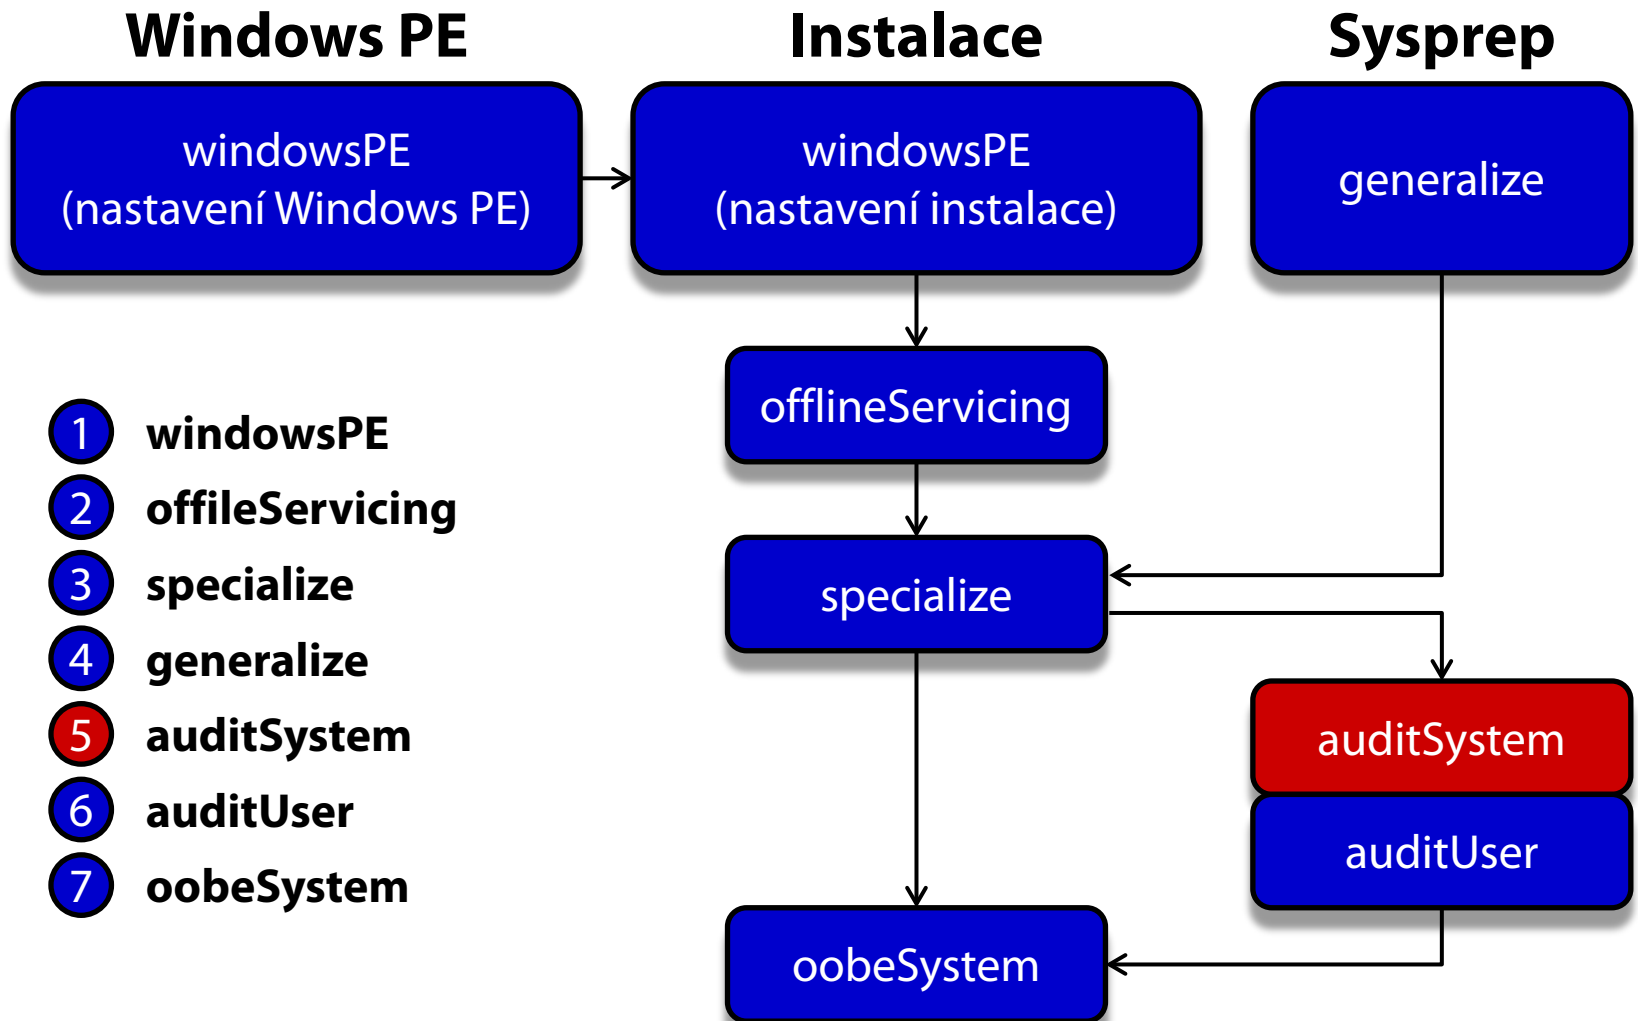 Windows PE
Instalace
Sysprep
windowsPE
(nastavení Windows PE)
windowsPE
(nastavení instalace)
generalize
offlineServicing
1 windowsPE
2 offileServicing
3 specialize
4 generalize
5 auditSystem
6 auditUser
7 oobeSystem
specialize
auditSystem
auditUser
oobeSystem